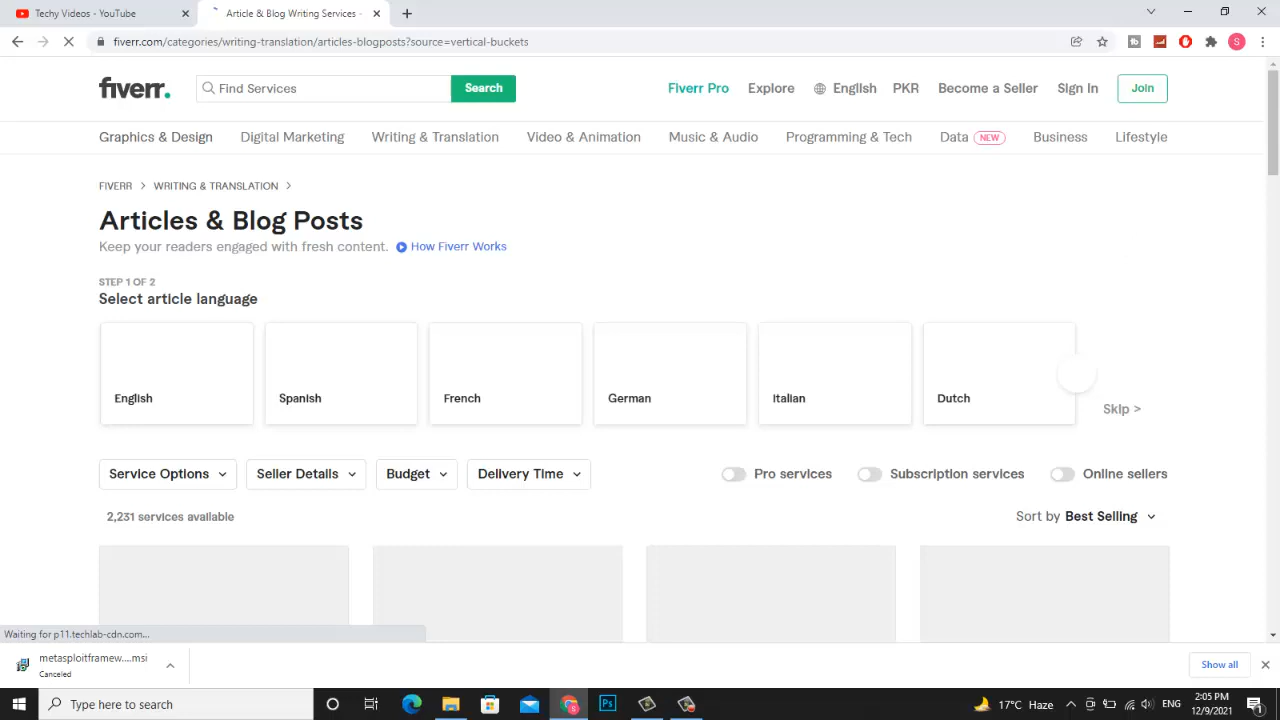 Techy Videos - YouTube
Article & Blog Writing Services -
fiverr.com/categories/writing-translation/articles-blogposts?source=vertical-buckets
S
fiverr.
Find Services
Search
Fiverr Pro
Explore
English
PKR
Become a Seller
Sign In
Join
Graphics & Design
Digital Marketing
Writing & Translation
Video & Animation
Music & Audio
Programming & Tech
Data NEW
Business
Lifestyle
FIVERR > WRITING & TRANSLATION >
Articles & Blog Posts
Keep your readers engaged with fresh content. How Fiverr Works
STEP 1 OF 2
Select article language
English
Spanish
French
German
Italian
Dutch
Skip >
Service Options
Seller Details
Budget
Delivery Time
Pro services
Subscription services
Online sellers
2,231 services available
Sort by Best Selling
Waiting for p11.techlab-cdn.com...
metasploitframew....msi
Canceled
Show all
Type here to search
Ps
17°C Haze
ENG
2:05 PM
12/9/2021
1